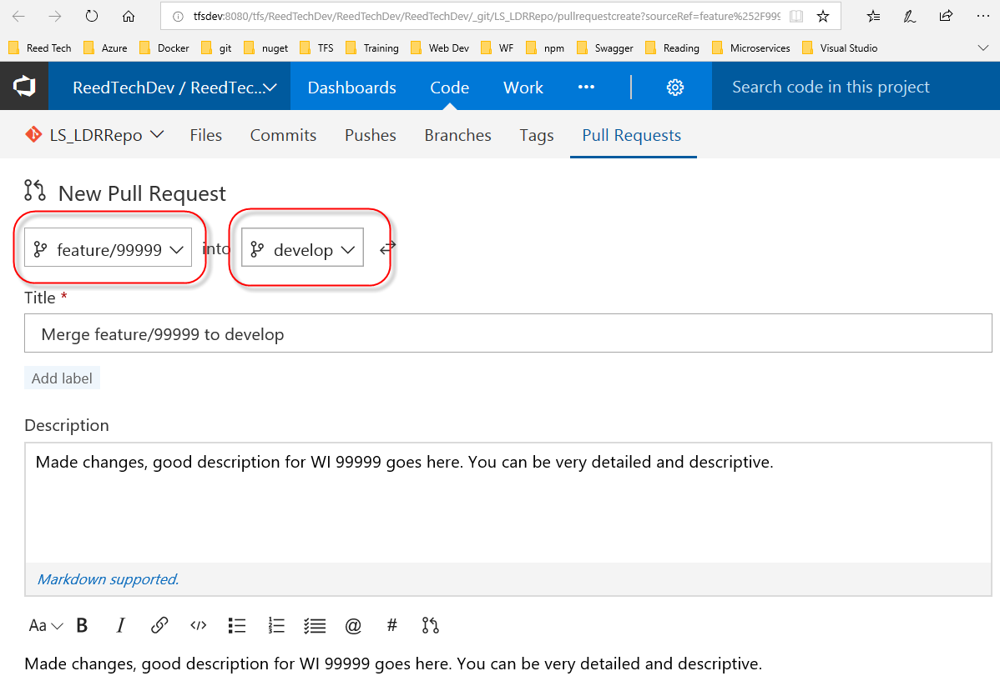 tfsdev:8080/tfs/ReedTechDev/ReedTechDev/ReedTechDev/_git/LS_LDRRepo/pullrequestcreate?sourceRef=feature%252F999
Reed Tech Azure Docker git nuget TFS Training Web Dev WF npm Swagger Reading Microservices Visual Studio
ReedTechDev / ReedTec... Dashboards Code Work ••• Search code in this project
LS_LDRRepo Files Commits Pushes Branches Tags Pull Requests
New Pull Request
feature/99999 into develop
Title *
Merge feature/99999 to develop
Add label
Description
Made changes, good description for WI 99999 goes here. You can be very detailed and descriptive.
Markdown supported.
Aa B I </> @ #
Made changes, good description for WI 99999 goes here. You can be very detailed and descriptive.